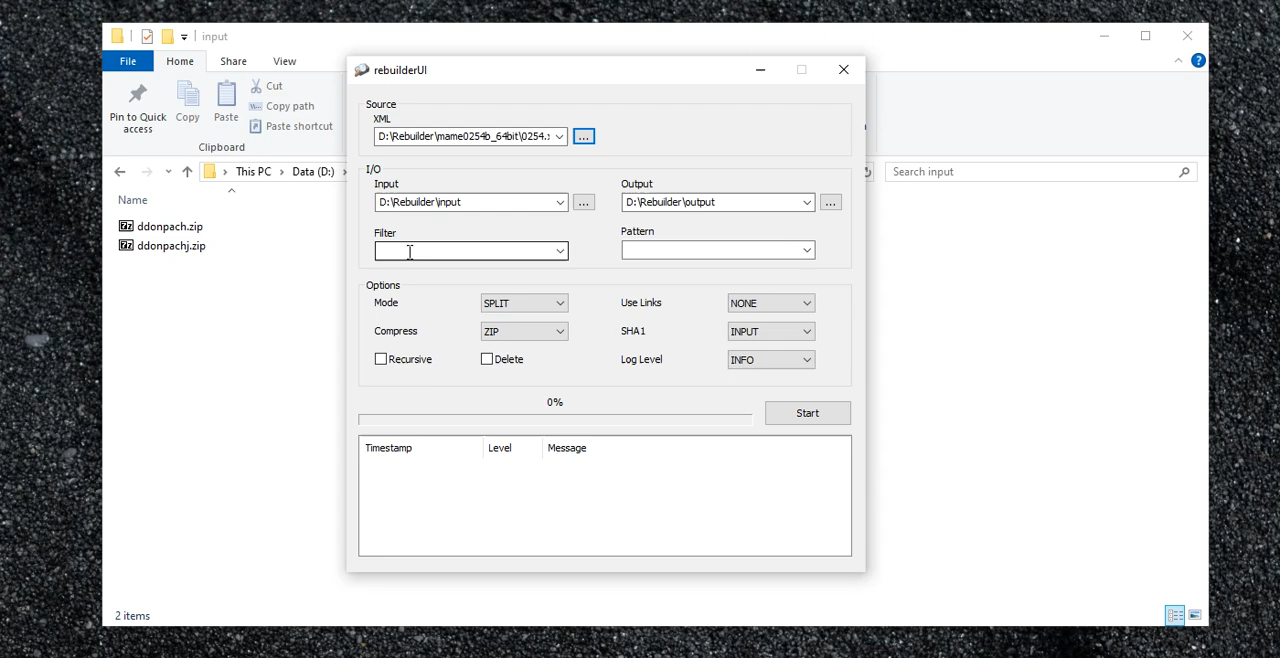 input
File Home Share View
Pin to Quick access
Copy
Paste
Cut
Copy path
Paste shortcut
Clipboard
This PC Data (D:)
Search input
Name
ddonpach.zip
ddonpachj.zip
2 items
rebuilderUI
Source
XML
D:\Rebuilder\mame0254b_64bit\0254.x
...
I/O
Input Output
D:\Rebuilder\input ... D:\Rebuilder\output ...
Filter Pattern
Options
Mode SPLIT Use Links NONE
Compress ZIP SHA1 INPUT
Recursive Delete Log Level INFO
0%
Start
Timestamp Level Message